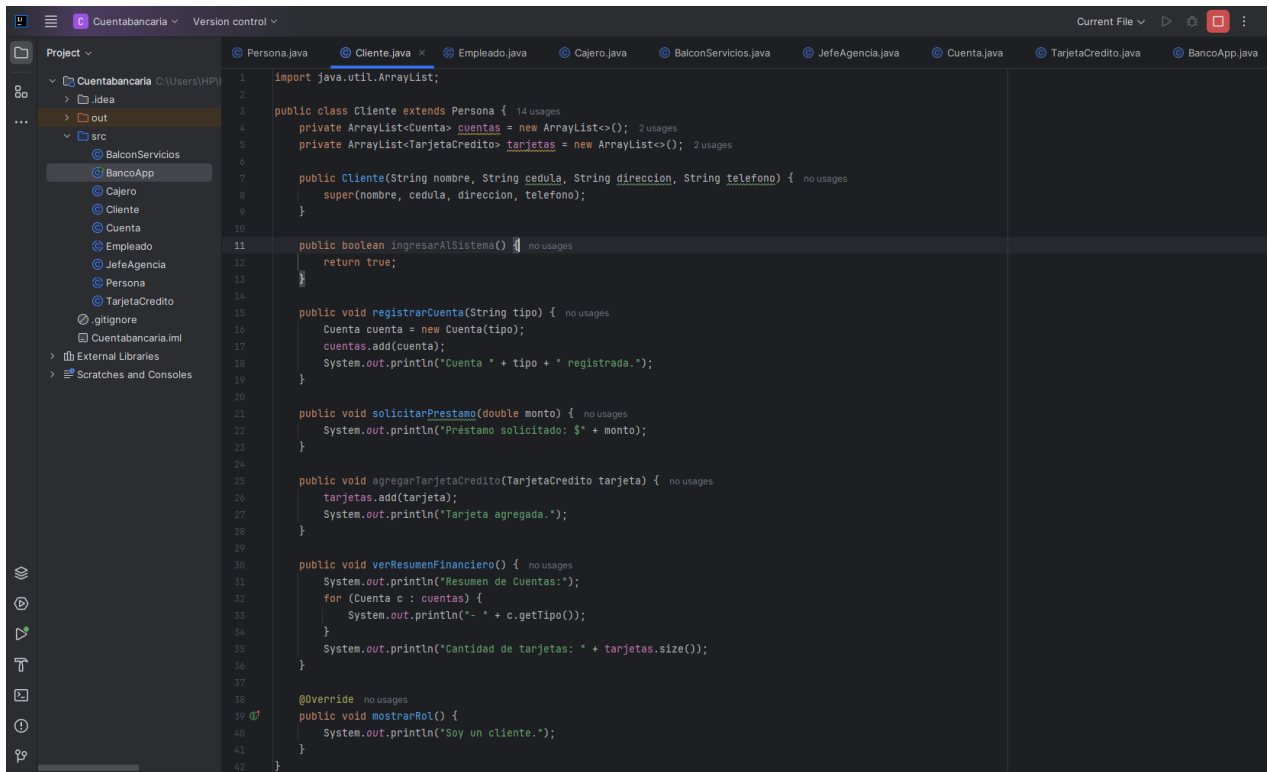 C Cuentabancaria Version control Current File
Project
Persona.java Cliente.java Empleado.java Cajero.java BalconServicios.java JefeAgencia.java Cuenta.java TarjetaCredito.java BancoApp.java
Cuentabancaria C:\Users\HP\
.idea
out
src
BalconServicios
BancoApp
Cajero
Cliente
Cuenta
Empleado
JefeAgencia
Persona
TarjetaCredito
.gitignore
Cuentabancaria.iml
External Libraries
Scratches and Consoles
1 import java.util.ArrayList;
2
3 public class Cliente extends Persona { 14 usages
4 private ArrayList<Cuenta> cuentas = new ArrayList<>(); 2 usages
5 private ArrayList<TarjetaCredito> tarjetas = new ArrayList<>(); 2 usages
6
7 public Cliente(String nombre, String cedula, String direccion, String telefono) { no usages
8 super(nombre, cedula, direccion, telefono);
9 }
10
11 public boolean ingresarAlSistema() { no usages
12 return true;
13 }
14
15 public void registrarCuenta(String tipo) { no usages
16 Cuenta cuenta = new Cuenta(tipo);
17 cuentas.add(cuenta);
18 System.out.println("Cuenta " + tipo + " registrada.");
19 }
20
21 public void solicitarPrestamo(double monto) { no usages
22 System.out.println("Préstamo solicitado: $" + monto);
23 }
24
25 public void agregarTarjetaCredito(TarjetaCredito tarjeta) { no usages
26 tarjetas.add(tarjeta);
27 System.out.println("Tarjeta agregada.");
28 }
29
30 public void verResumenFinanciero() { no usages
31 System.out.println("Resumen de Cuentas:");
32 for (Cuenta c : cuentas) {
33 System.out.println("- " + c.getTipo());
34 }
35 System.out.println("Cantidad de tarjetas: " + tarjetas.size());
36 }
37
38 @Override no usages
39 public void mostrarRol() {
40 System.out.println("Soy un cliente.");
41 }
42 }